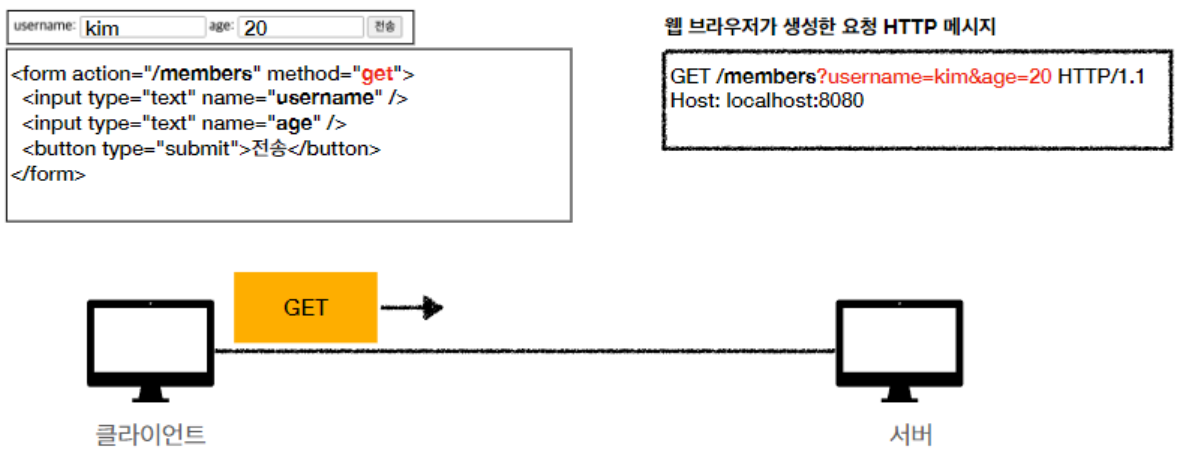 username: kim age: 20 전송
<form action="/members" method="get">
<input type="text" name="username" />
<input type="text" name="age" />
<button type="submit">전송</button>
</form>
웹 브라우저가 생성한 요청 HTTP 메시지
GET /members?username=kim&age=20 HTTP/1.1
Host: localhost:8080
GET
클라이언트
서버